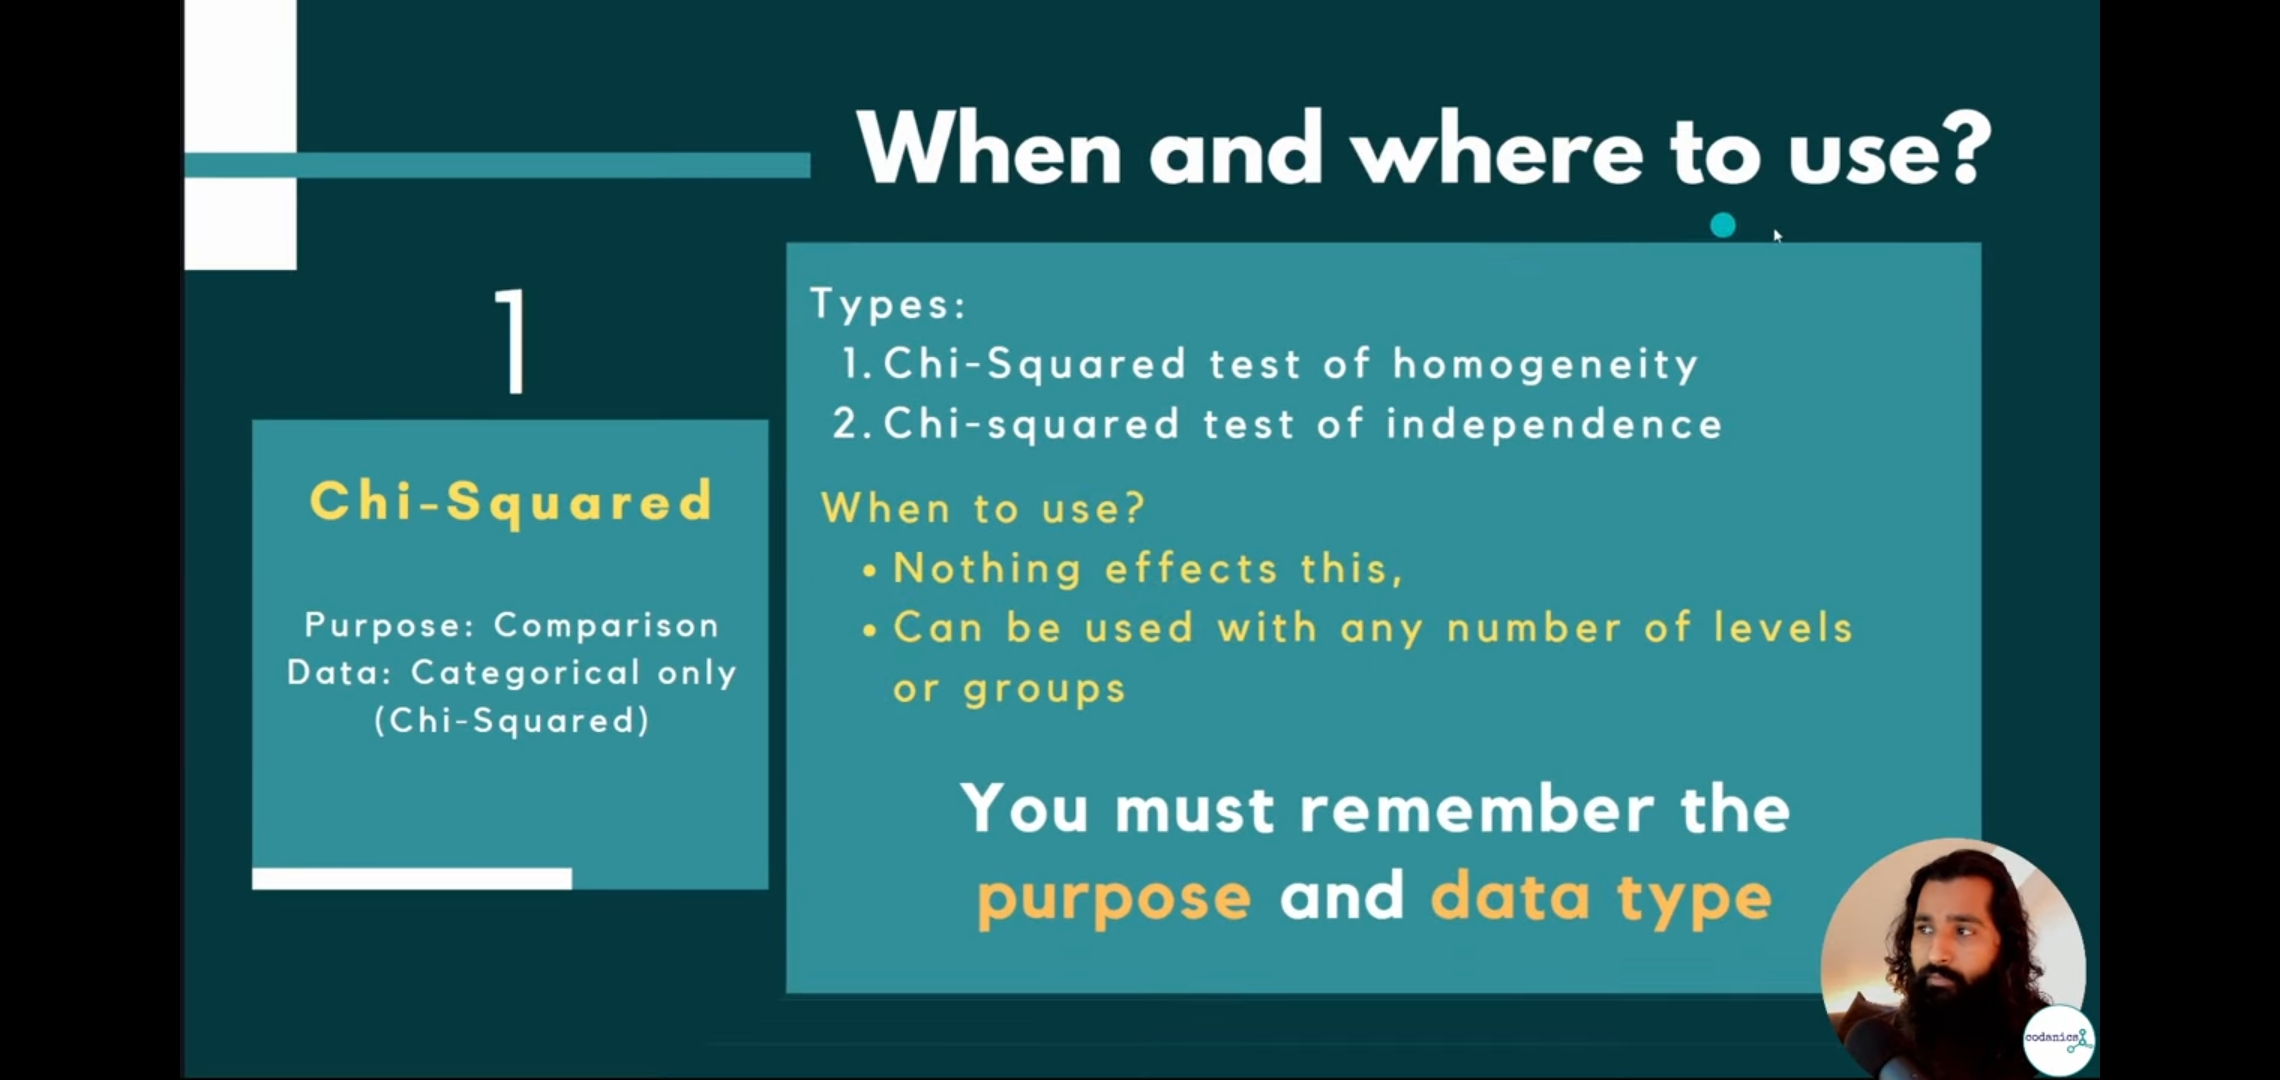 When and where to use?
1
Chi-Squared
Purpose: Comparison
Data: Categorical only
(Chi-Squared)
Types:
1. Chi-Squared test of homogeneity
2. Chi-squared test of independence
When to use?
• Nothing effects this,
• Can be used with any number of levels
or groups
You must remember the
purpose and data type
codanics